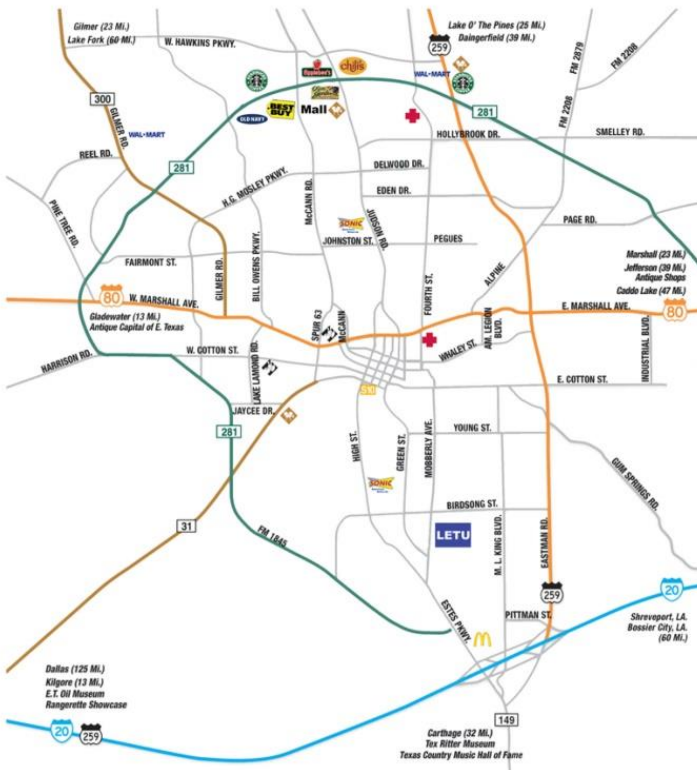 Gilmer (23 Mi.)
Lake Fork (60 Mi.)
W. HAWKINS PKWY.
Lake O' The Pines (25 Mi.)
Daingerfield (39 Mi.)
259
FM 2879
FM 2208
FM 2208
300
GILMER RD.
WAL-MART
Applebee's
chili's
WAL-MART
OLD NAVY
BEST BUY
Mall
281
281
HOLLYBROOK DR.
SMELLEY RD.
REEL RD.
PINE TREE RD.
H.G. MOSLEY PKWY.
DELWOOD DR.
EDEN DR.
McCANN RD.
JUDSON RD.
SONIC
JOHNSTON ST.
PEGUES
PAGE RD.
FAIRMONT ST.
GILMER RD.
BILL OWENS PKWY.
FOURTH ST.
ALPINE
Marshall (23 Mi.)
Jefferson (39 Mi.)
Antique Shops
Caddo Lake (47 Mi.)
80
W. MARSHALL AVE.
E. MARSHALL AVE.
80
Gladewater (13 Mi.)
Antique Capital of E. Texas
SPUR 63
McCANN
AM. LEGION
BLVD.
INDUSTRIAL BLVD.
HARRISON RD.
W. COTTON ST.
LAKE LAMOND RD.
WHALEY ST.
E. COTTON ST.
JAYCEE DR.
281
HIGH ST.
GREEN ST.
MOBBERLY AVE.
YOUNG ST.
GUM SPRINGS RD.
SONIC
31
FM 1845
BIRDSONG ST.
LETU
M. L. KING BLVD.
EASTMAN RD.
259
20
ESTES PKWY.
PITTMAN ST.
Shreveport, LA.
Bossier City, LA.
(60 Mi.)
Dallas (125 Mi.)
Kilgore (13 Mi.)
E.T. Oil Museum
Rangerette Showcase
20
259
149
Carthage (32 Mi.)
Tex Ritter Museum
Texas Country Music Hall of Fame